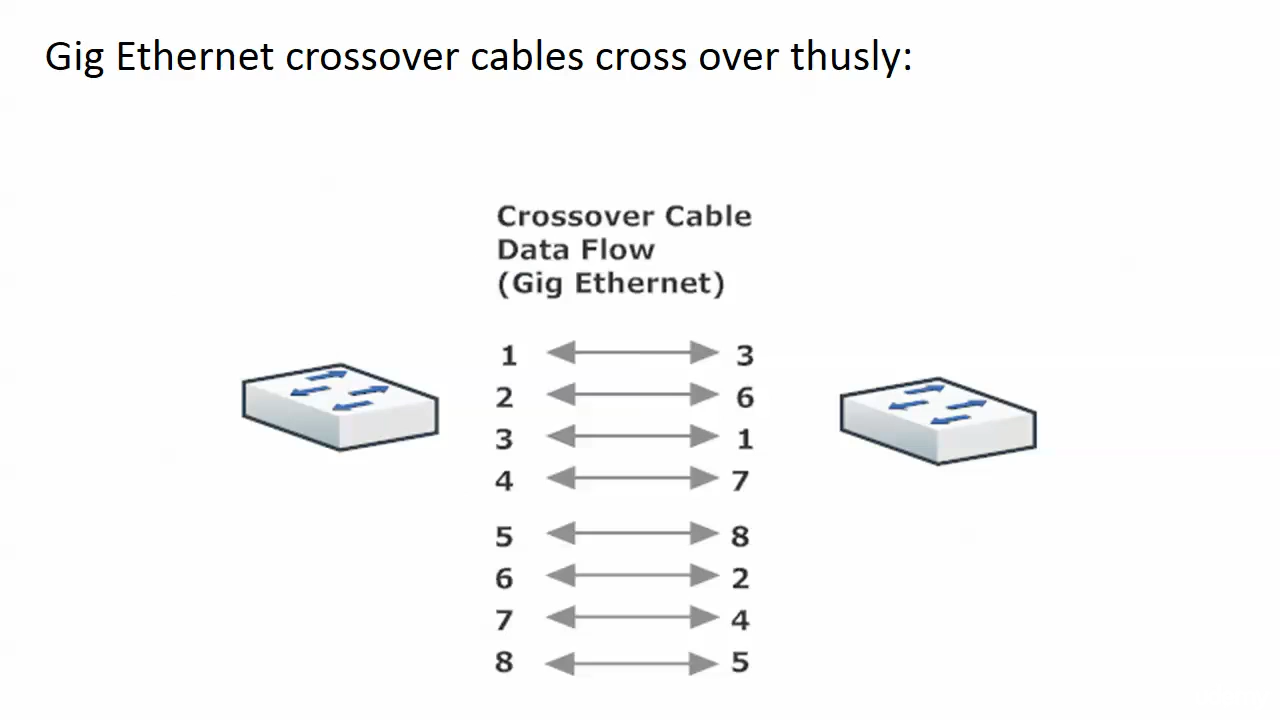 Gig Ethernet crossover cables cross over thusly:
Crossover Cable
Data Flow
(Gig Ethernet)
1 3
2 6
3 1
4 7
5 8
6 2
7 4
8 5